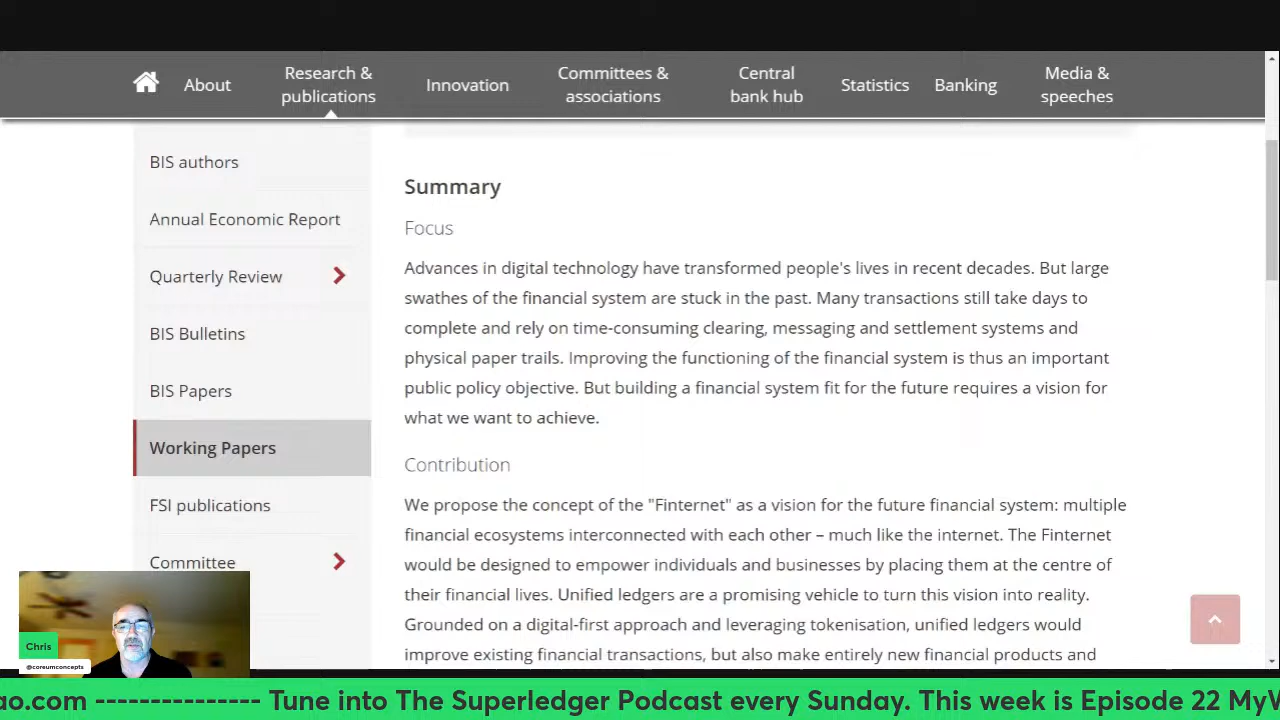 About
Research &
publications
Innovation
Committees &
associations
Central
bank hub
Statistics
Banking
Media &
speeches
BIS authors
Annual Economic Report
Quarterly Review
BIS Bulletins
BIS Papers
Working Papers
FSI publications
Committee
Summary
Focus
Advances in digital technology have transformed people's lives in recent decades. But large
swathes of the financial system are stuck in the past. Many transactions still take days to
complete and rely on time-consuming clearing, messaging and settlement systems and
physical paper trails. Improving the functioning of the financial system is thus an important
public policy objective. But building a financial system fit for the future requires a vision for
what we want to achieve.
Contribution
We propose the concept of the "Finternet" as a vision for the future financial system: multiple
financial ecosystems interconnected with each other – much like the internet. The Finternet
would be designed to empower individuals and businesses by placing them at the centre of
their financial lives. Unified ledgers are a promising vehicle to turn this vision into reality.
Grounded on a digital-first approach and leveraging tokenisation, unified ledgers would
improve existing financial transactions, but also make entirely new financial products and
Chris
@coreumconcepts
ao.com --------------- Tune into The Superledger Podcast every Sunday. This week is Episode 22 MyV